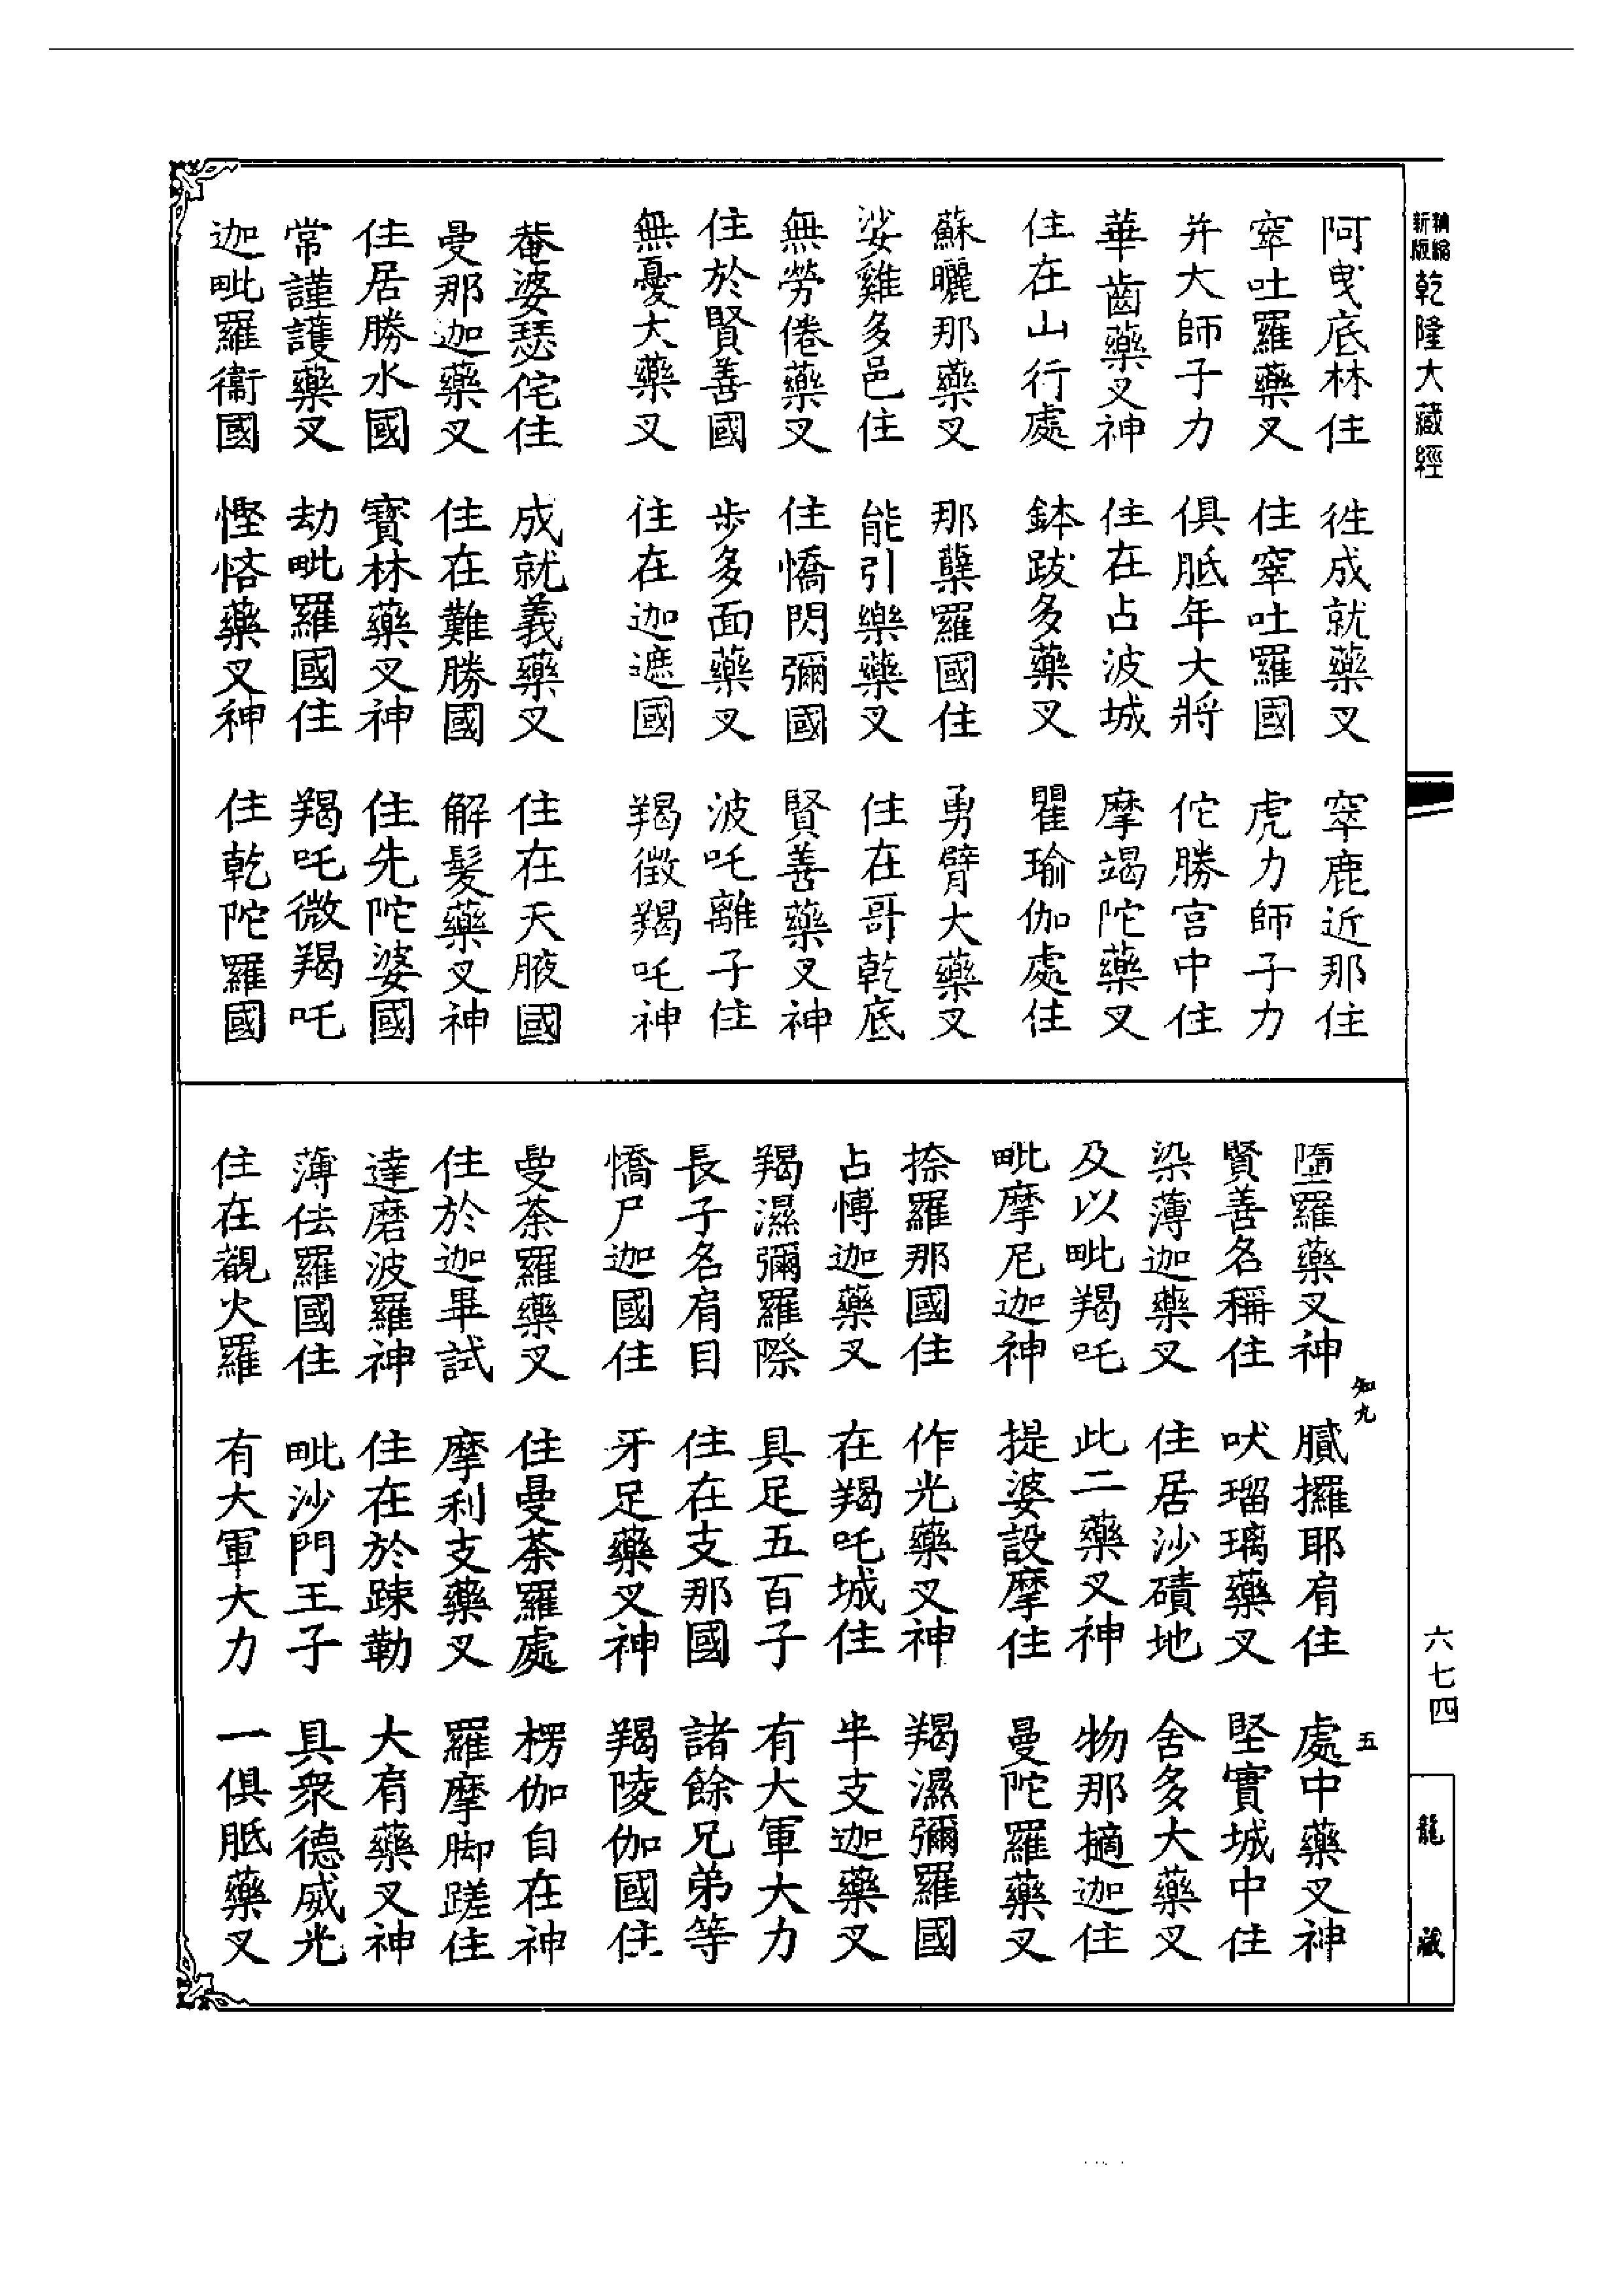 新版精縮
乾隆大藏經
阿曳底林住 往成就藥叉 窣鹿近那住
窣吐羅藥叉 住窣吐羅國 虎力師子力
并大師子力 俱胝年大將 佗勝宮中住
華齒藥叉神 住在占波城 摩竭陀藥叉
住在山行處 鉢跋多藥叉 瞿瑜伽處住
蘇曬那藥叉 那蘖羅國住 勇臂大藥叉
娑雞多邑住 能引樂藥叉 住在哥乾底
無勞倦藥叉 住憍閃彌國 賢善藥叉神
住於賢善國 步多面藥叉 波吒離子住
無憂大藥叉 住在迦遮國 羯徵羯吒神
菴婆瑟侘住 成就義藥叉 住在天腋國
曼那迦藥叉 住在難勝國 解髮藥叉神
住居勝水國 寶林藥叉神 住先陀婆國
常謹護藥叉 劫毗羅國住 羯吒微羯吒
迦毗羅衞國 慳悋藥叉神 住乾陀羅國
墮羅藥叉神 膩攞耶肩住 處中藥叉神
賢善名稱住 吠瑠璃藥叉 堅實城中住
染薄迦藥叉 住居沙磧地 舍多大藥叉
及以毗羯吒 此二藥叉神 物那擿迦住
毗摩尼迦神 提婆設摩住 曼陀羅藥叉
捺羅那國住 作光藥叉神 羯濕彌羅國
占博迦藥叉 在羯吒城住 半支迦藥叉
羯濕彌羅際 具足五百子 有大軍大力
長子名肩目 住在支那國 諸餘兄弟等
憍尸迦國住 牙足藥叉神 羯陵伽國住
曼荼羅藥叉 住曼荼羅處 楞伽自在神
住於迦畢試 摩利支藥叉 羅摩腳蹉住
達磨波羅神 住在於踈勒 大肩藥叉神
薄佉羅國住 毗沙門王子 具衆德威光
住在覩火羅 有大軍大力 一俱胝藥叉
知九
五
六七四
龍藏